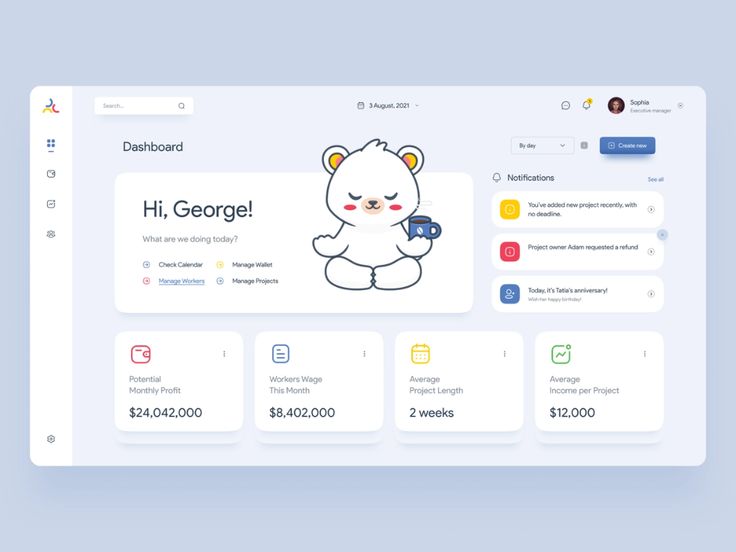 Search...
3 August, 2021
Sophia
Executive manager
Dashboard
By day
Create new
Hi, George!
What are we doing today?
Check Calendar
Manage Wallet
Manage Workers
Manage Projects
Notifications
See all
You've added new project recently, with
no deadline.
Project owner Adam requested a refund
Today, it's Tatia's anniversary!
Wish her happy birthday!
Potential
Monthly Profit
$24,042,000
Workers Wage
This Month
$8,402,000
Average
Project Length
2 weeks
Average
Income per Project
$12,000